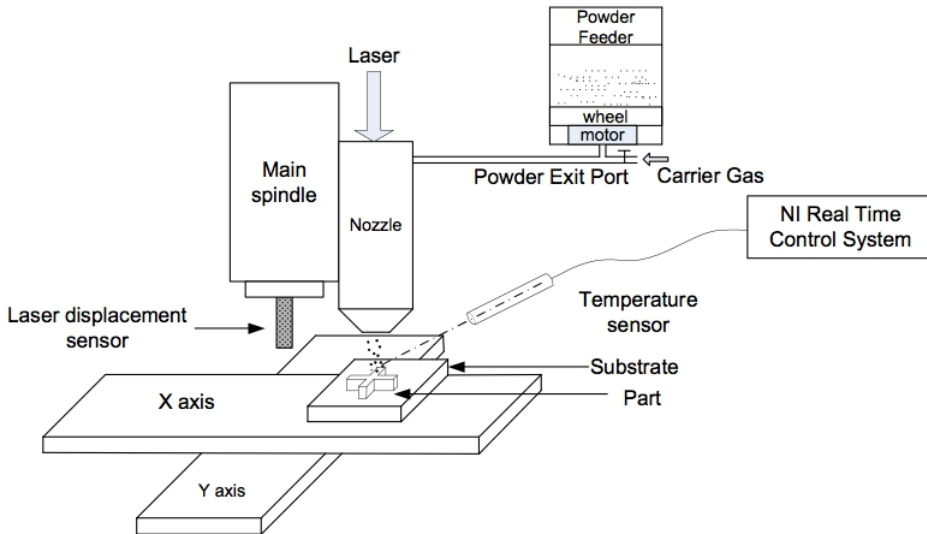 Powder
Feeder
wheel
motor
Laser
Main
spindle
Nozzle
Powder Exit Port
Carrier Gas
NI Real Time
Control System
Temperature
sensor
Laser displacement
sensor
Substrate
Part
X axis
Y axis